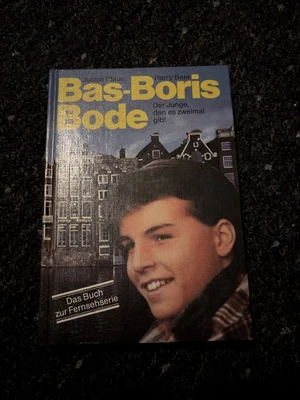 Justus Pfaue Harry Baer
Bas-Boris
Bode
Der Junge,
den es zweimal
gibt
Das Buch
zur Fernsehserie